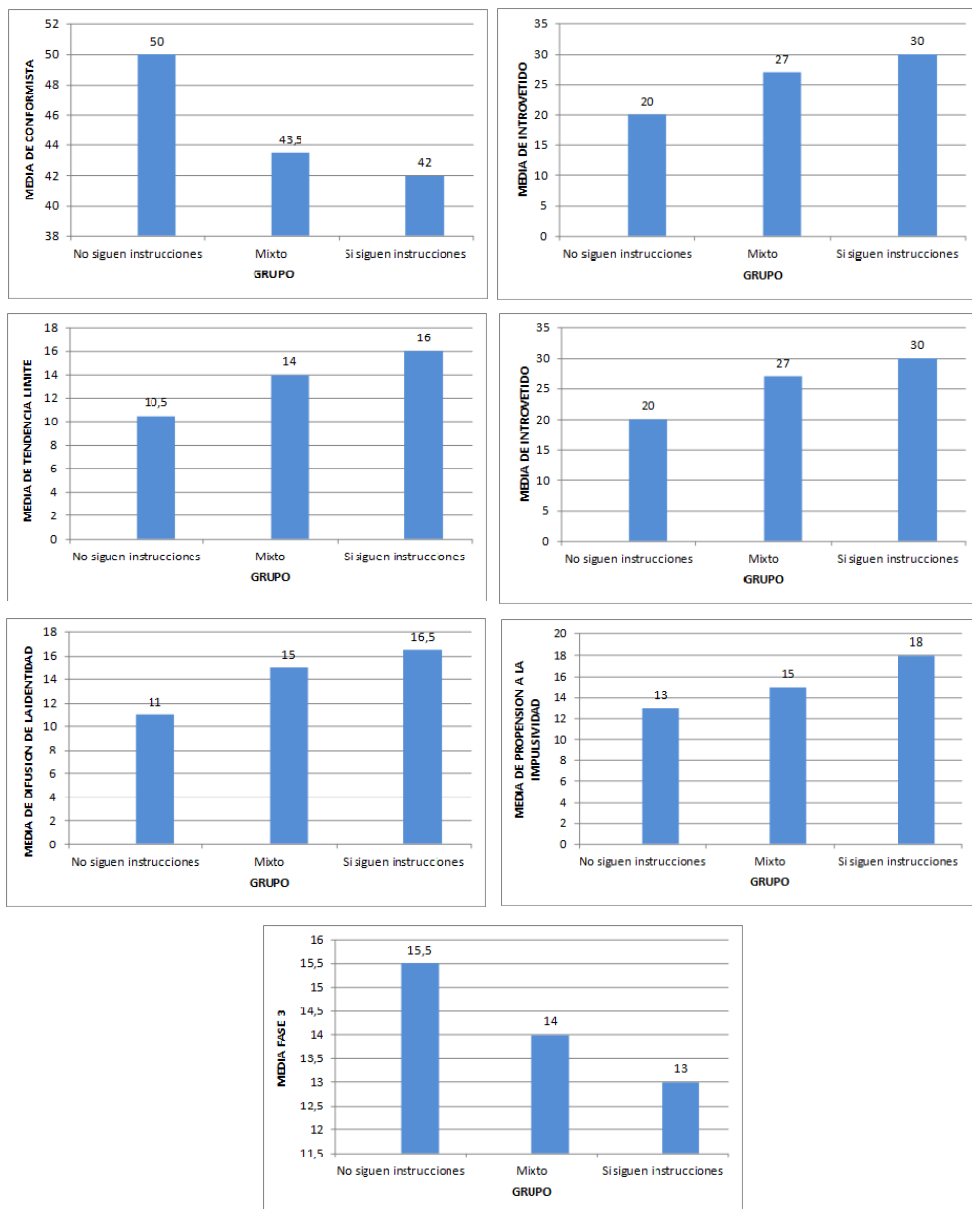 MEDIA DE CONFORMISTA
52
50
48
46
44
42
40
38
50
43,5
42
No siguen instrucciones
Mixto
Si siguen instrucciones
GRUPO
MEDIA DE INTROVETIDO
35
30
25
20
15
10
5
0
20
27
30
No siguen instrucciones
Mixto
Si siguen instrucciones
GRUPO
MEDIA DE TENDENCIA LIMITE
18
16
14
12
10
8
6
4
2
0
10,5
14
16
No siguen instrucciones
Mixto
Si siguen instrucciones
GRUPO
MEDIA DE INTROVETIDO
35
30
25
20
15
10
5
0
20
27
30
No siguen instrucciones
Mixto
Si siguen instrucciones
GRUPO
MEDIA DE DIFUSION DE LA IDENTIDAD
18
16
14
12
10
8
6
4
2
0
11
15
16,5
No siguen instrucciones
Mixto
Si siguen instrucciones
GRUPO
MEDIA DE PROPENSION A LA
IMPULSIVIDAD
20
18
16
14
12
10
8
6
4
2
0
13
15
18
No siguen instrucciones
Mixto
Si siguen instrucciones
GRUPO
MEDIA FASE 3
16
15,5
15
14,5
14
13,5
13
12,5
12
11,5
15,5
14
13
No siguen instrucciones
Mixto
Si siguen instrucciones
GRUPO